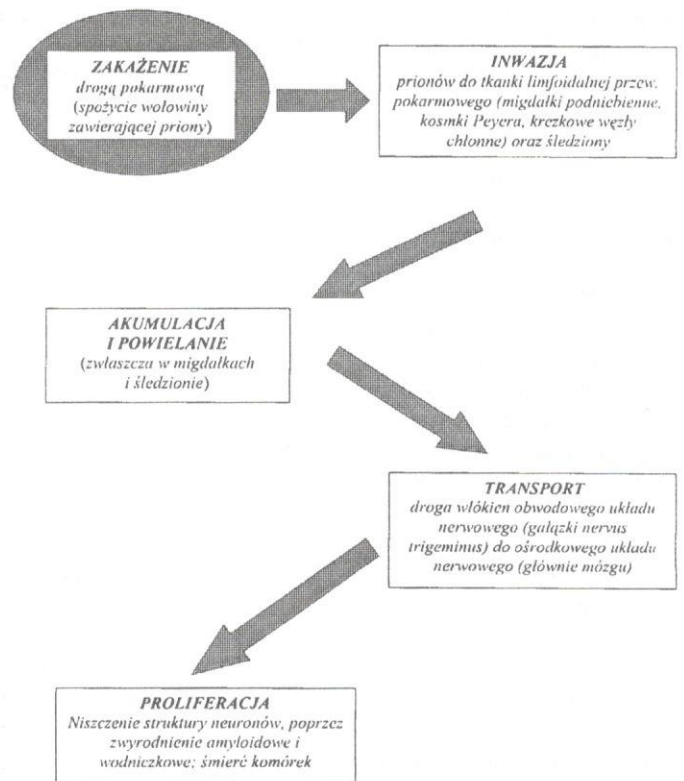 ZAKAŻENIE
drogą pokarmową
(spożycie wołowiny
zawierającej priony)
INWAZJA
prionów do tkanki limfoidalnej przew.
pokarmowego (migdałki podniebienne,
kosmki Peyera, krezkowe węzły
chłonne) oraz śledziony
AKUMULACJA
I POWIELANIE
(zwłaszcza w migdałkach
i śledzionie)
TRANSPORT
droga włókien obwodowego układu
nerwowego (gałązki nervus
trigeminus) do ośrodkowego układu
nerwowego (głównie mózgu)
PROLIFERACJA
Niszczenie struktury neuronów, poprzez
zwyrodnienie amyloidowe i
wodniczkowe; śmierć komórek